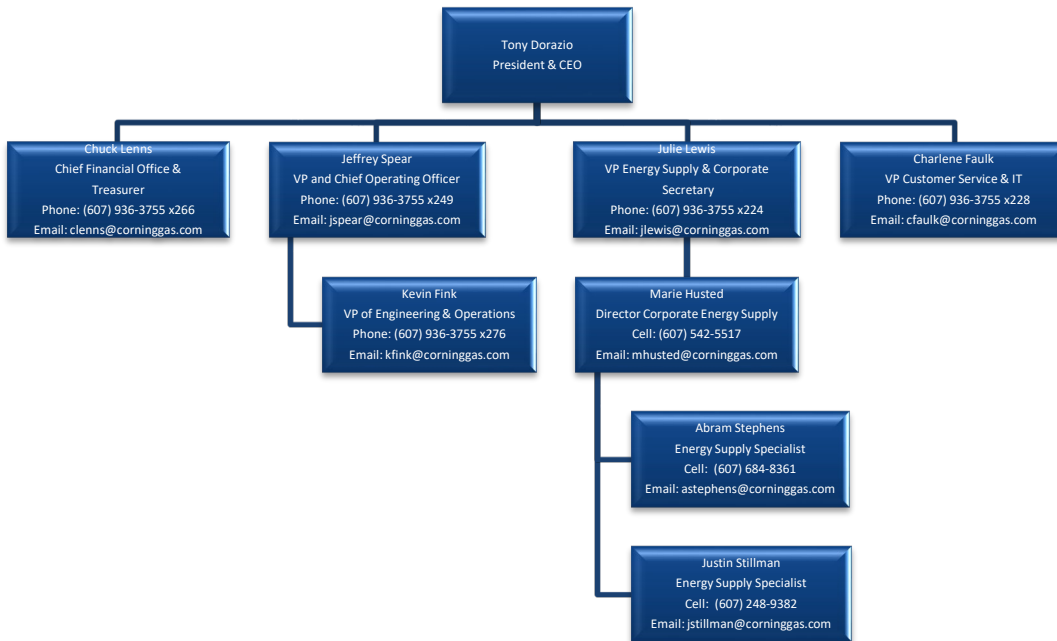 Tony Dorazio
President & CEO
Chuck Lenns
Chief Financial Office &
Treasurer
Phone: (607) 936-3755 x266
Email: clenns@corninggas.com
Jeffrey Spear
VP and Chief Operating Officer
Phone: (607) 936-3755 x249
Email: jspear@corninggas.com
Julie Lewis
VP Energy Supply & Corporate
Secretary
Phone: (607) 936-3755 x224
Email: jlewis@corninggas.com
Charlene Faulk
VP Customer Service & IT
Phone: (607) 936-3755 x228
Email: cfaulk@corninggas.com
Kevin Fink
VP of Engineering & Operations
Phone: (607) 936-3755 x276
Email: kfink@corninggas.com
Marie Husted
Director Corporate Energy Supply
Cell: (607) 542-5517
Email: mhusted@corninggas.com
Abram Stephens
Energy Supply Specialist
Cell: (607) 684-8361
Email: astephens@corninggas.com
Justin Stillman
Energy Supply Specialist
Cell: (607) 248-9382
Email: jstillman@corninggas.com